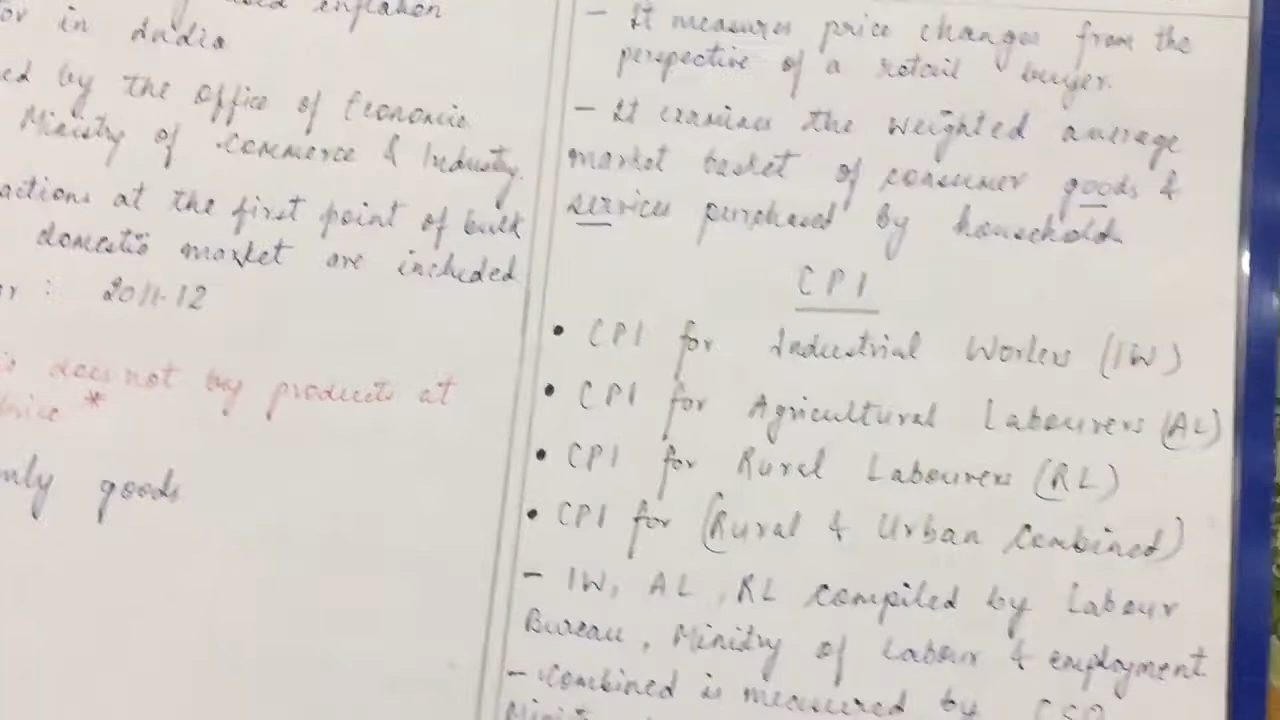 inflation
or in India
ed by the Office of Economic
Ministry of Commerce & Industry.
actions at the first point of bulk
domestic market are included
r : 2011-12
does not buy products at
price *
nly goods
- It measures price changes from the
perspective of a retail buyer.
- It examines the weighted average
market basket of consumer goods &
services purchased by households
CPI
• CPI for Industrial Workers (IW)
• CPI for Agricultural Labourers (AL)
• CPI for Rural Labourers (RL)
• CPI for (Rural & Urban Combined)
- IW, AL, RL compiled by Labour
Bureau, Ministry of Labour & employment
- Combined is measured by CSO